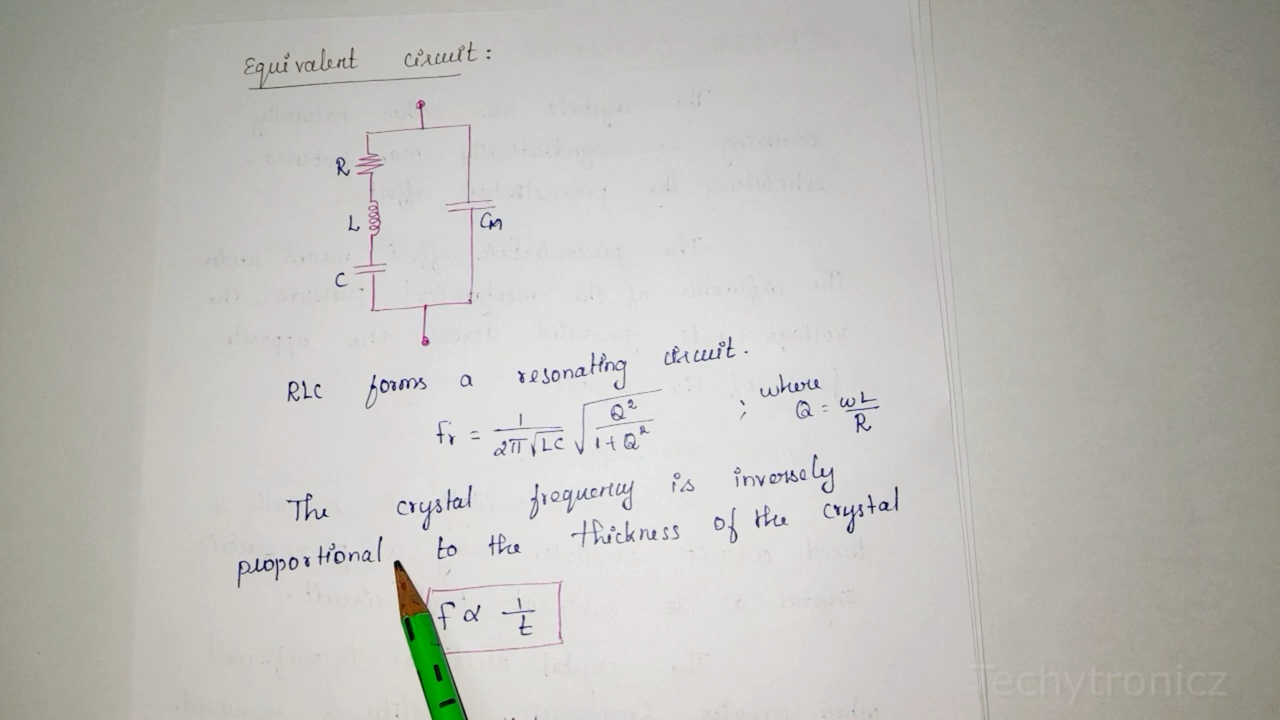 Equivalent circuit:
R
L
C
CM
RLC forms a resonating circuit.
fr = 1/2π√LC √Q²/1+Q² ; where Q = ωL/R
The crystal frequency is inversely
proportional to the thickness of the crystal
f ∝ 1/t
Techytronicz